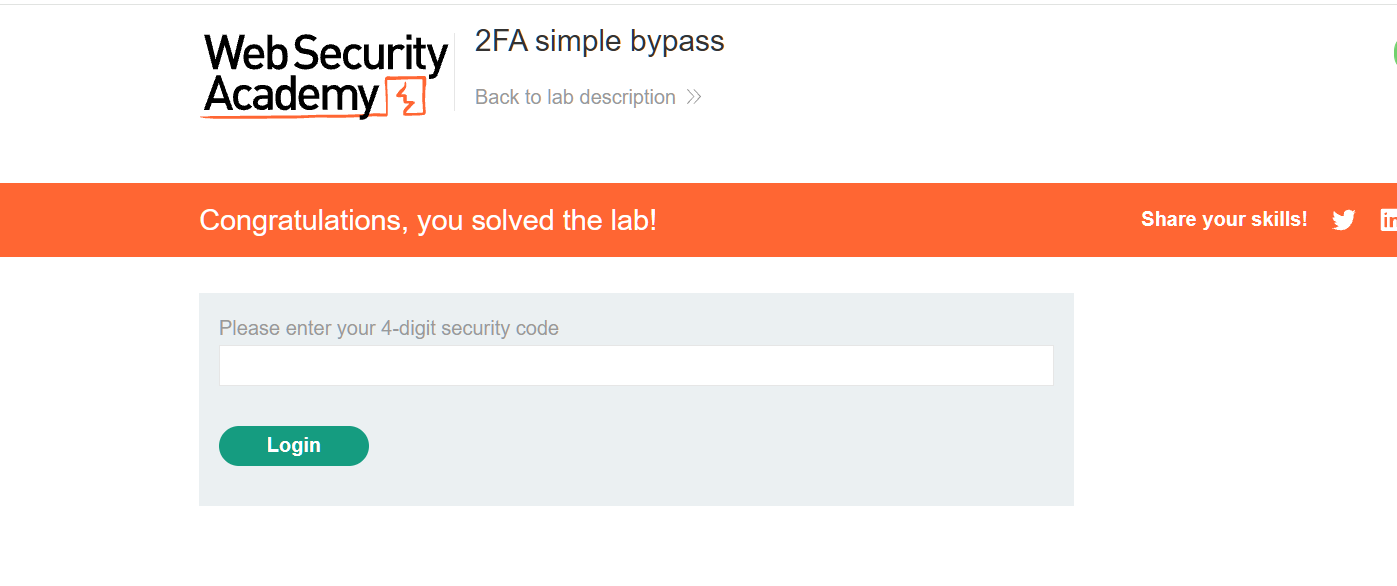 Web Security
Academy
2FA simple bypass
Back to lab description
Congratulations, you solved the lab!
Share your skills!
in
Please enter your 4-digit security code
Login